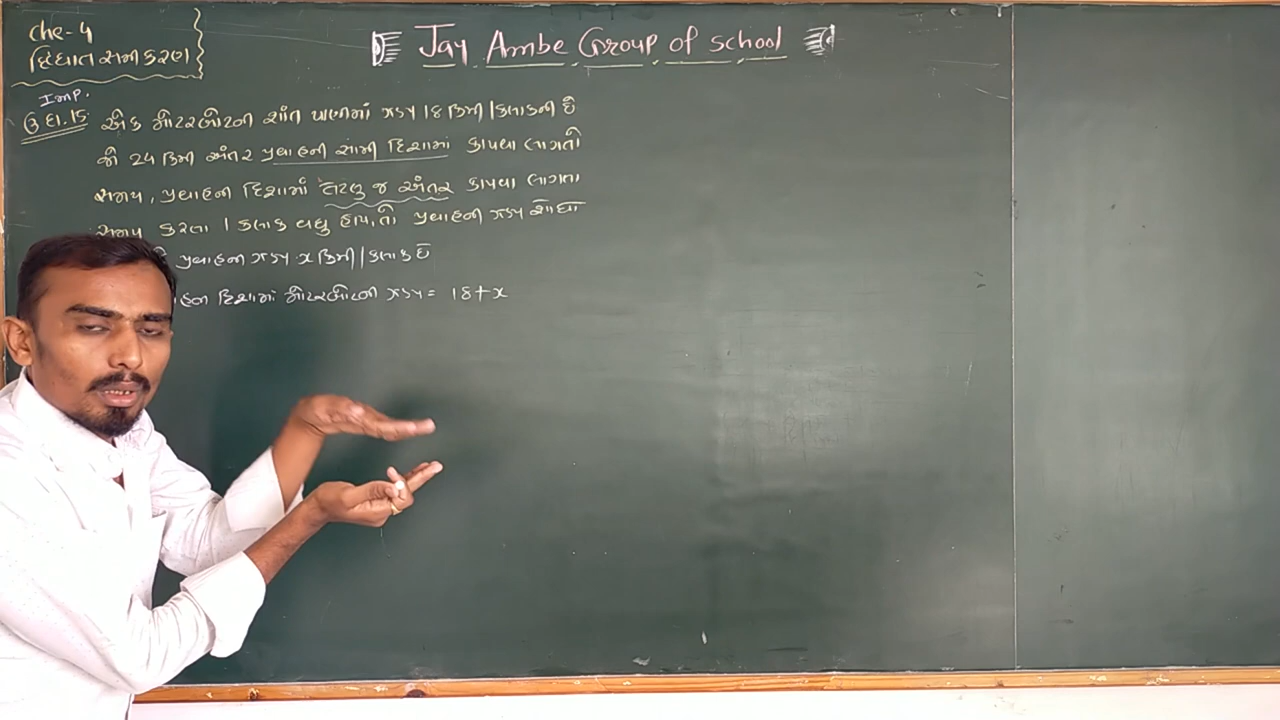 Che-4
દ્વિઘાત સમીકરણ
Jay Ambe Group of school
Imp.
ઉદા.15 એક મોટરબોટની શાંત પાણીમાં ઝડપ 18 કિમી/કલાકની છે
જો 24 કિમી અંતર પ્રવાહની સામી દિશામાં કાપવા લાગતો
સમય, પ્રવાહની દિશામાં તેટલુ જ અંતર કાપવા લાગતા
સમય કરતા 1 કલાક વધુ હોય, તો પ્રવાહની ઝડપ શોધો
પ્રવાહની ઝડપ x કિમી/કલાક છે
દિશામાં મોટરબોટની ઝડપ = 18+x